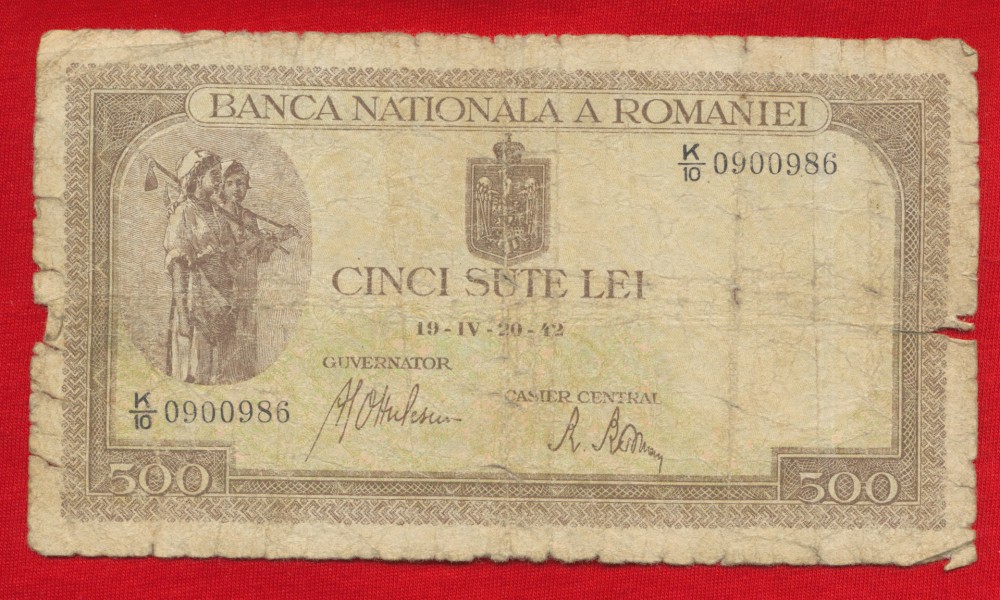 BANCA NATIONALA A ROMANIEI
K/10 0900986
CINCI SUTE LEI
19-IV-20-42
GUVERNATOR
CASIER CENTRAL
K/10 0900986
500
500